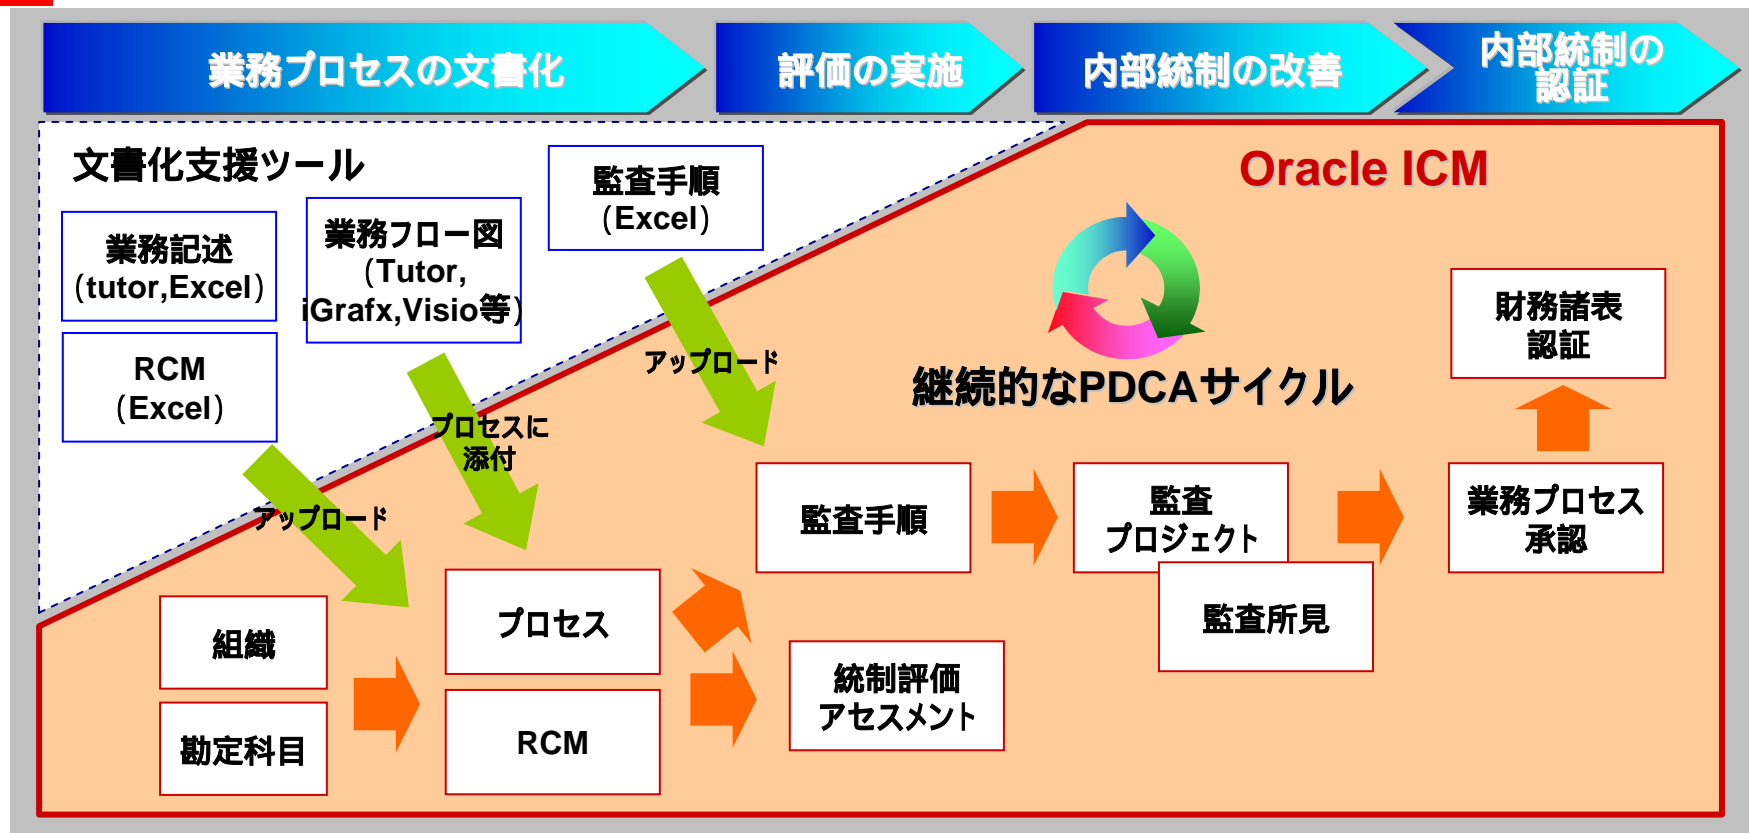 業務プロセスの文書化
評価の実施
内部統制の改善
内部統制の
認証
文書化支援ツール
監査手順
(Excel)
Oracle ICM
業務記述
(tutor,Excel)
業務フロー図
(Tutor,
iGrafx,Visio等)
RCM
(Excel)
アップロード
プロセスに
添付
アップロード
継続的なPDCAサイクル
財務諸表
認証
監査手順
監査
プロジェクト
業務プロセス
承認
監査所見
組織
勘定科目
プロセス
RCM
統制評価
アセスメント